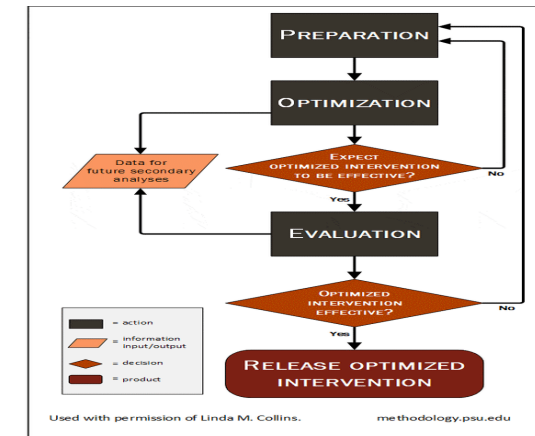 PREPARATION
OPTIMIZATION
EXPECT
OPTIMIZED INTERVENTION
TO BE EFFECTIVE?
No
Data for
future secondary
analyses
Yes
EVALUATION
OPTIMIZED
INTERVENTION
EFFECTIVE?
No
Yes
RELEASE OPTIMIZED
INTERVENTION
= action
= information
input/output
= decision
= product
Used with permission of Linda M. Collins.
methodology.psu.edu